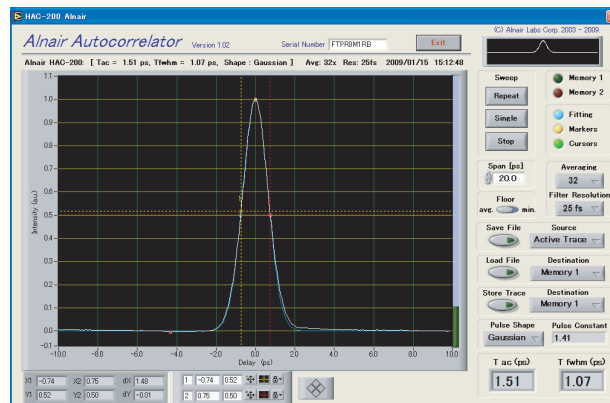 HAC-200 Alnair
(C) Alnair Labs Corp. 2003 - 2009.
Alnair Autocorrelator Version 1.02 Serial Number FTPR8M1RB Exit
Alnair HAC-200: [ Tac = 1.51 ps, Tfwhm = 1.07 ps, Shape : Gaussian ] Avg: 32x Res: 25fs 2009/01/15 15:12:48
Sweep
Repeat
Single
Stop
Memory 1
Memory 2
Fitting
Markers
Cursors
Span [ps]
20.0
Averaging
32
Floor
avg. min.
Filter Resolution
25 fs
Save File Source
Active Trace
Load File Destination
Memory 1
Store Trace Destination
Memory 1
Pulse Shape Pulse Constant
Gaussian 1.41
T ac (ps) T fwhm (ps)
1.51 1.07
Intensity (a.u.)
1.1
1.0
0.9
0.8
0.7
0.6
0.5
0.4
0.3
0.2
0.1
0.0
-0.1
-10.0 -8.0 -6.0 -4.0 -2.0 0.0 2.0 4.0 6.0 8.0 10.0
Delay (ps)
X1 -0.74 X2 0.75 dX 1.48
Y1 0.52 Y2 0.50 dY -0.01
1 -0.74 0.52
2 0.75 0.50